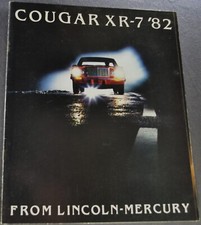 COUGAR XR-7 '82
FROM LINCOLN-MERCURY